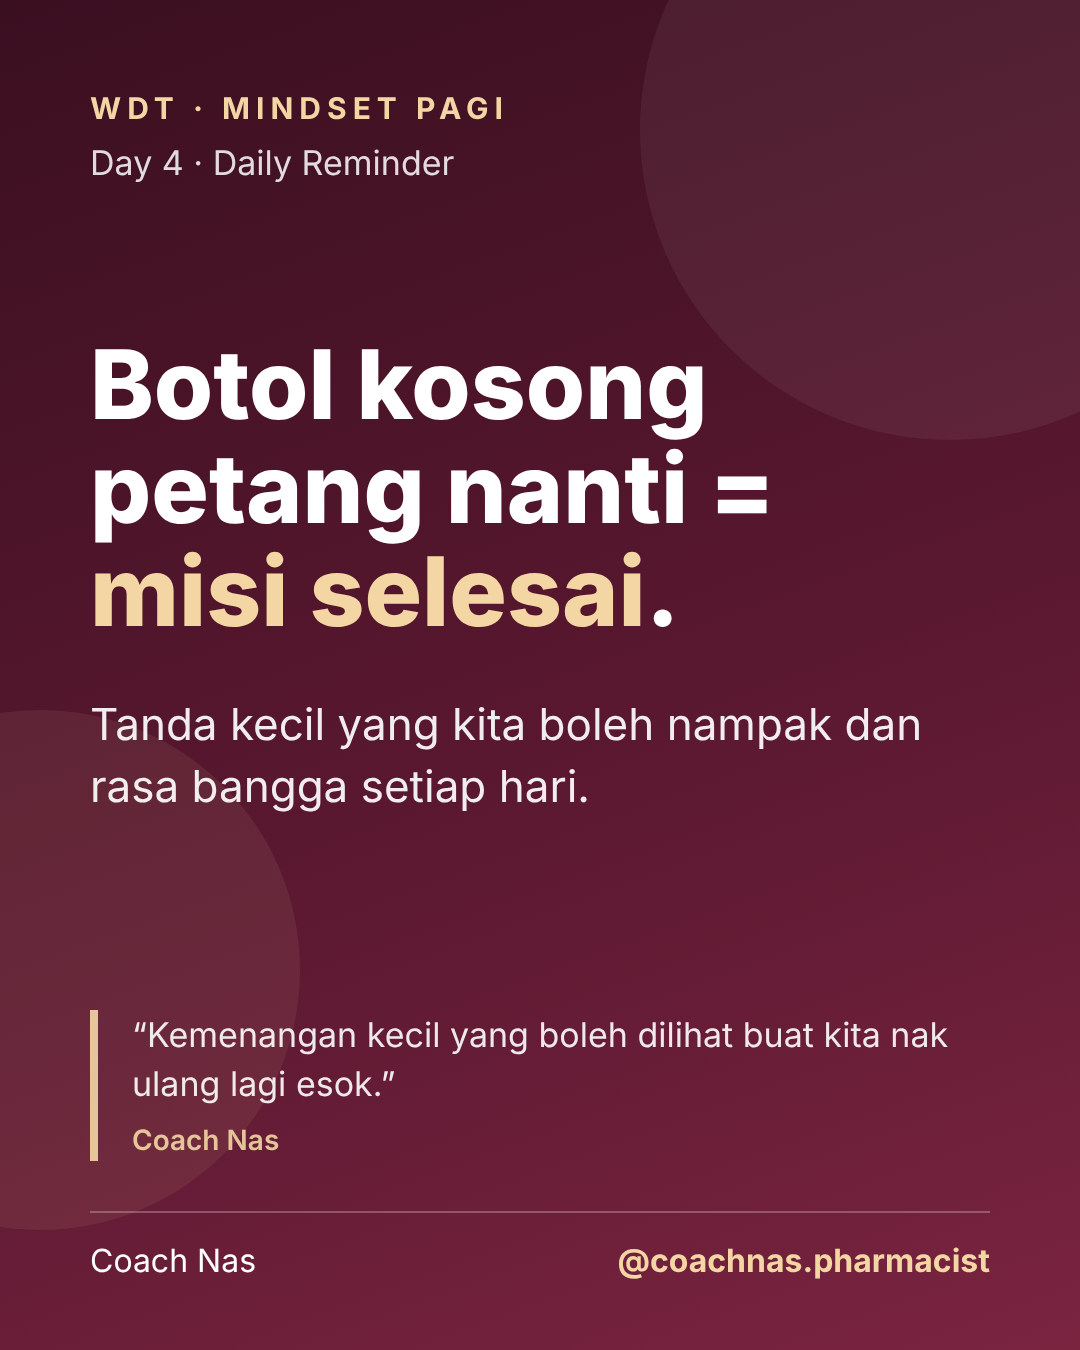 WDT · MINDSET PAGI
Day 4 · Daily Reminder
Botol kosong
petang nanti =
misi selesai.
Tanda kecil yang kita boleh nampak dan
rasa bangga setiap hari.
“Kemenangan kecil yang boleh dilihat buat kita nak
ulang lagi esok.”
Coach Nas
Coach Nas
@coachnas.pharmacist